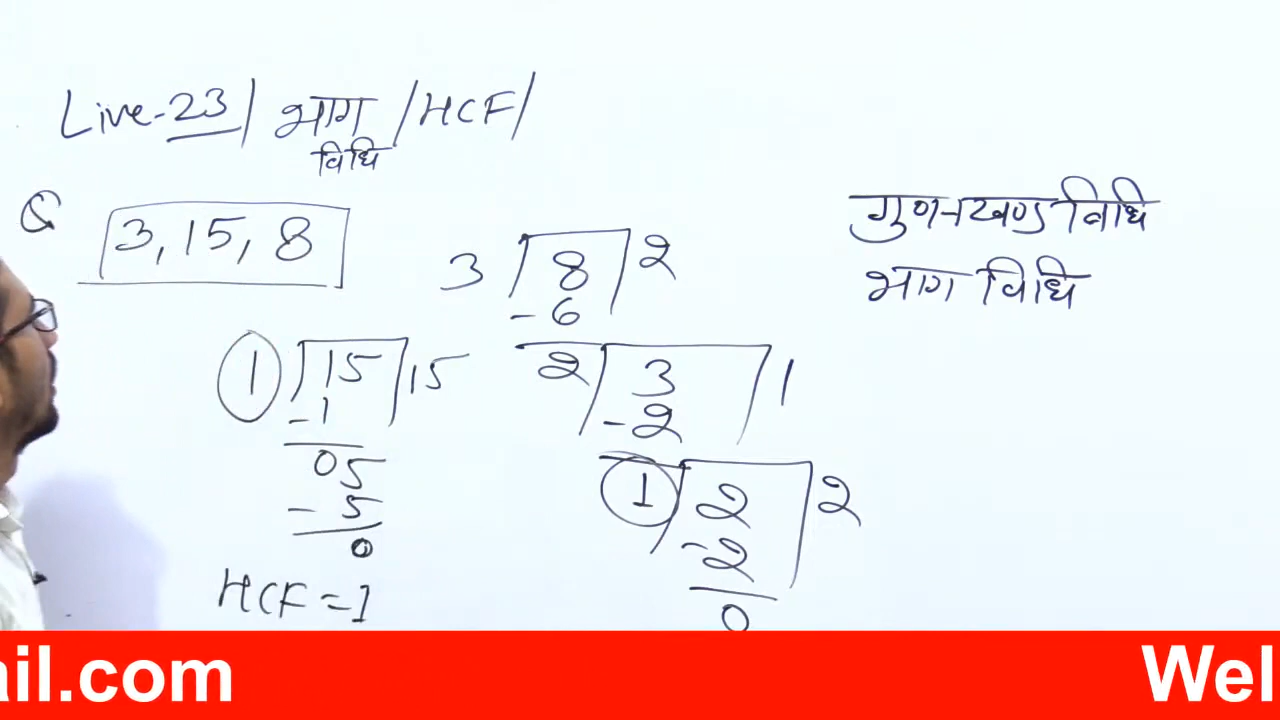 Live-23/ भाग /HCF/
विधि
Q 3, 15, 8
3 8 2
- 6
2 3 1
- 2
1 2 2
- 2
0
1 15 15
- 1
05
- 5
0
HCF = 1
गुणनखण्ड विधि
भाग विधि
ail.com Wel